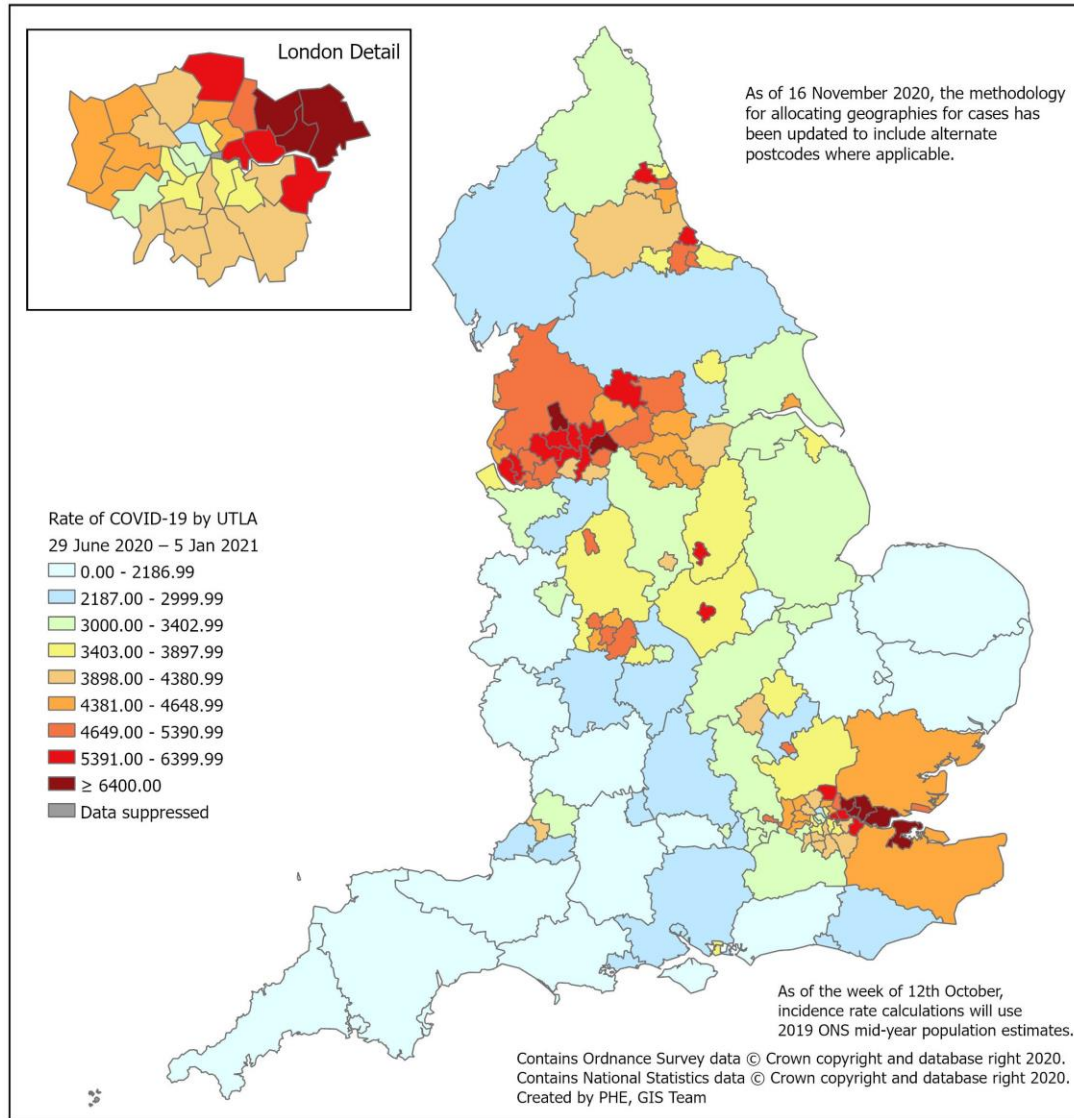 London Detail
As of 16 November 2020, the methodology
for allocating geographies for cases has
been updated to include alternate
postcodes where applicable.
Rate of COVID-19 by UTLA
29 June 2020 – 5 Jan 2021
0.00 - 2186.99
2187.00 - 2999.99
3000.00 - 3402.99
3403.00 - 3897.99
3898.00 - 4380.99
4381.00 - 4648.99
4649.00 - 5390.99
5391.00 - 6399.99
≥ 6400.00
Data suppressed
As of the week of 12th October,
incidence rate calculations will use
2019 ONS mid-year population estimates.
Contains Ordnance Survey data © Crown copyright and database right 2020.
Contains National Statistics data © Crown copyright and database right 2020.
Created by PHE, GIS Team